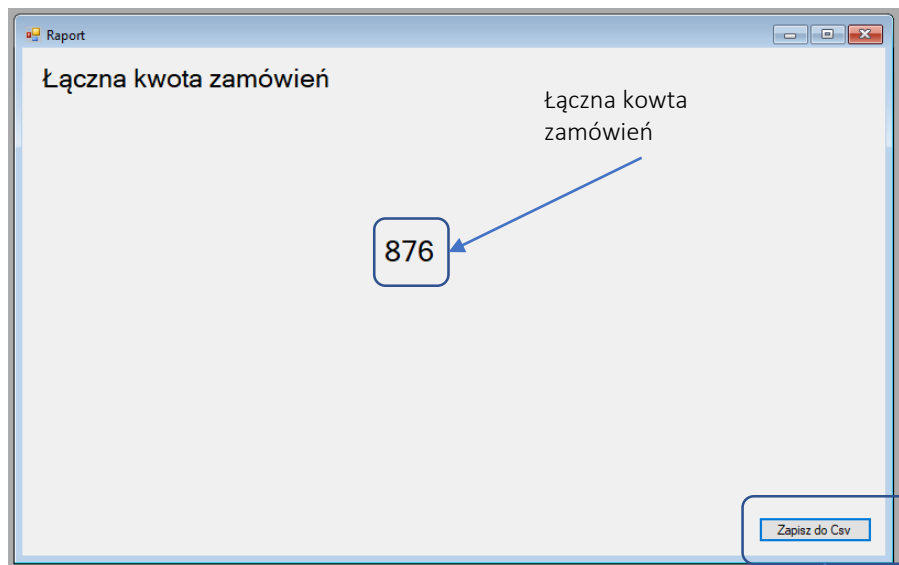 Raport
Łączna kwota zamówień
Łączna kowta
zamówień
876
Zapisz do Csv